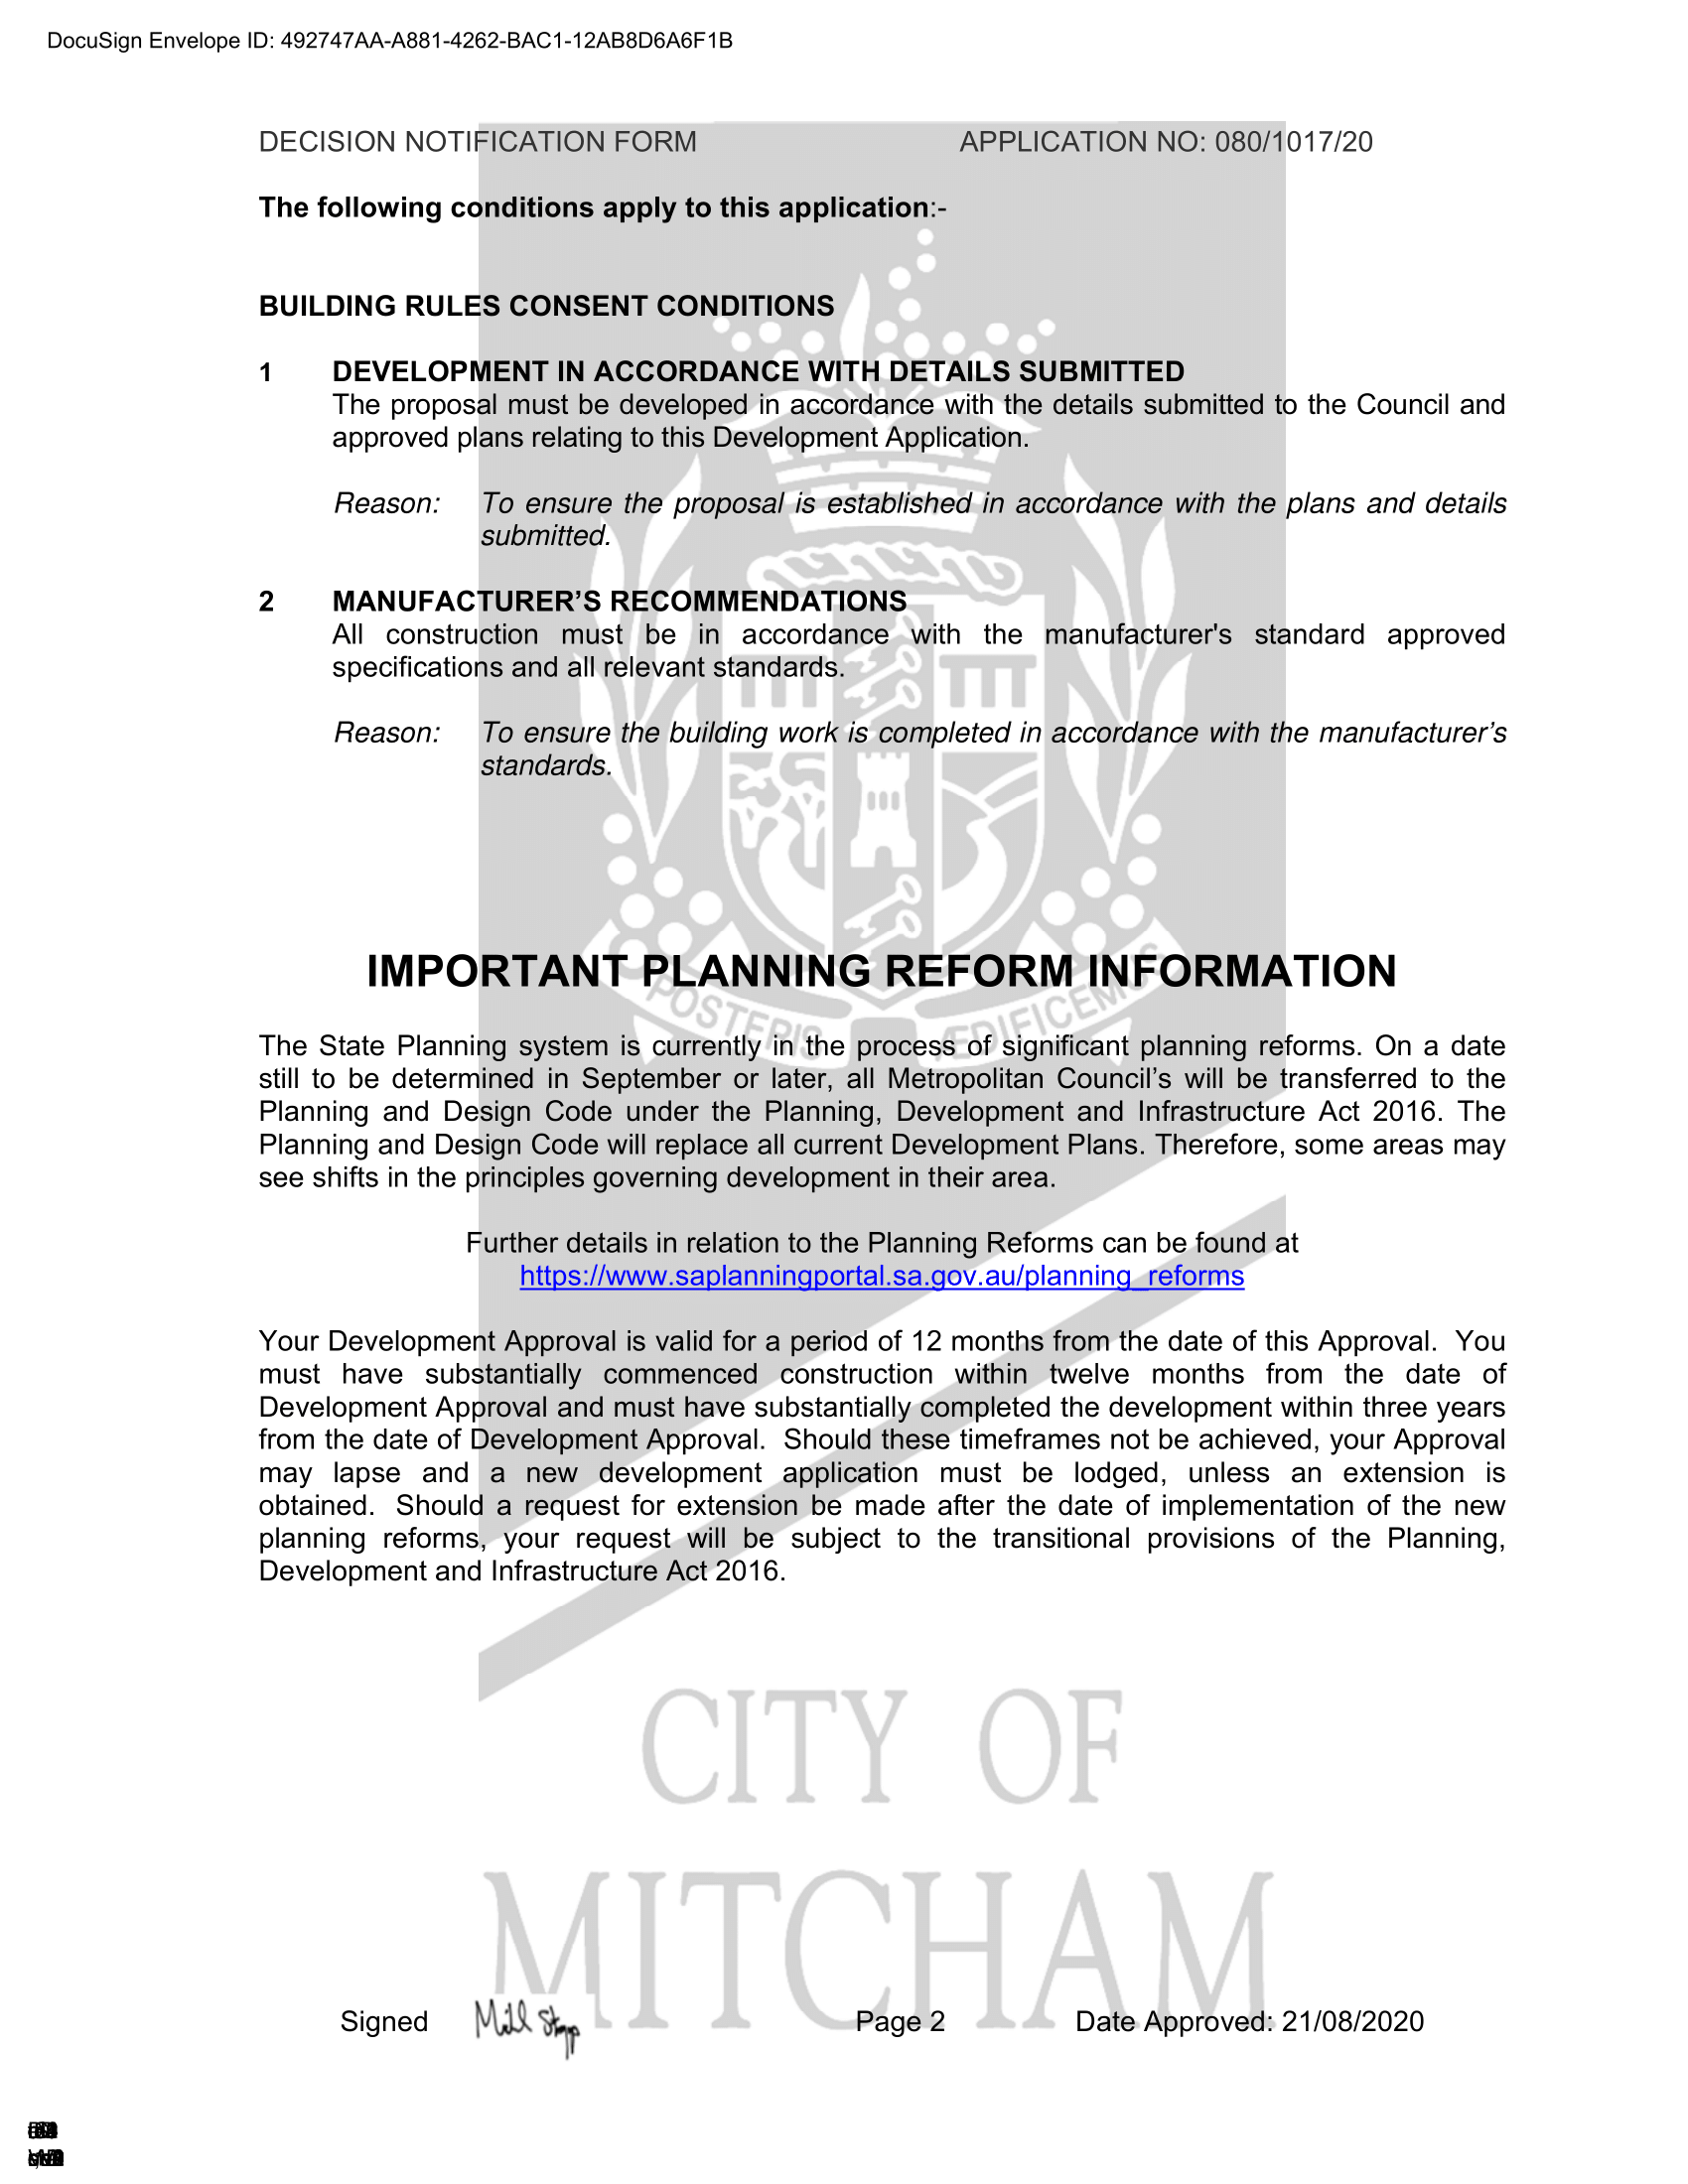 DocuSign Envelope ID: 492747AA-A881-4262-BAC1-12AB8D6A6F1B
DECISION NOTIFICATION FORM APPLICATION NO: 080/1017/20
The following conditions apply to this application:-
BUILDING RULES CONSENT CONDITIONS
1 DEVELOPMENT IN ACCORDANCE WITH DETAILS SUBMITTED
The proposal must be developed in accordance with the details submitted to the Council and
approved plans relating to this Development Application.
Reason: To ensure the proposal is established in accordance with the plans and details
submitted.
2 MANUFACTURER’S RECOMMENDATIONS
All construction must be in accordance with the manufacturer's standard approved
specifications and all relevant standards.
Reason: To ensure the building work is completed in accordance with the manufacturer’s
standards.
IMPORTANT PLANNING REFORM INFORMATION
POSTERIS ÆDIFICEMUS
The State Planning system is currently in the process of significant planning reforms. On a date
still to be determined in September or later, all Metropolitan Council’s will be transferred to the
Planning and Design Code under the Planning, Development and Infrastructure Act 2016. The
Planning and Design Code will replace all current Development Plans. Therefore, some areas may
see shifts in the principles governing development in their area.
Further details in relation to the Planning Reforms can be found at
https://www.saplanningportal.sa.gov.au/planning_reforms
Your Development Approval is valid for a period of 12 months from the date of this Approval. You
must have substantially commenced construction within twelve months from the date of
Development Approval and must have substantially completed the development within three years
from the date of Development Approval. Should these timeframes not be achieved, your Approval
may lapse and a new development application must be lodged, unless an extension is
obtained. Should a request for extension be made after the date of implementation of the new
planning reforms, your request will be subject to the transitional provisions of the Planning,
Development and Infrastructure Act 2016.
CITY OF
MITCHAM
Signed Page 2 Date Approved: 21/08/2020